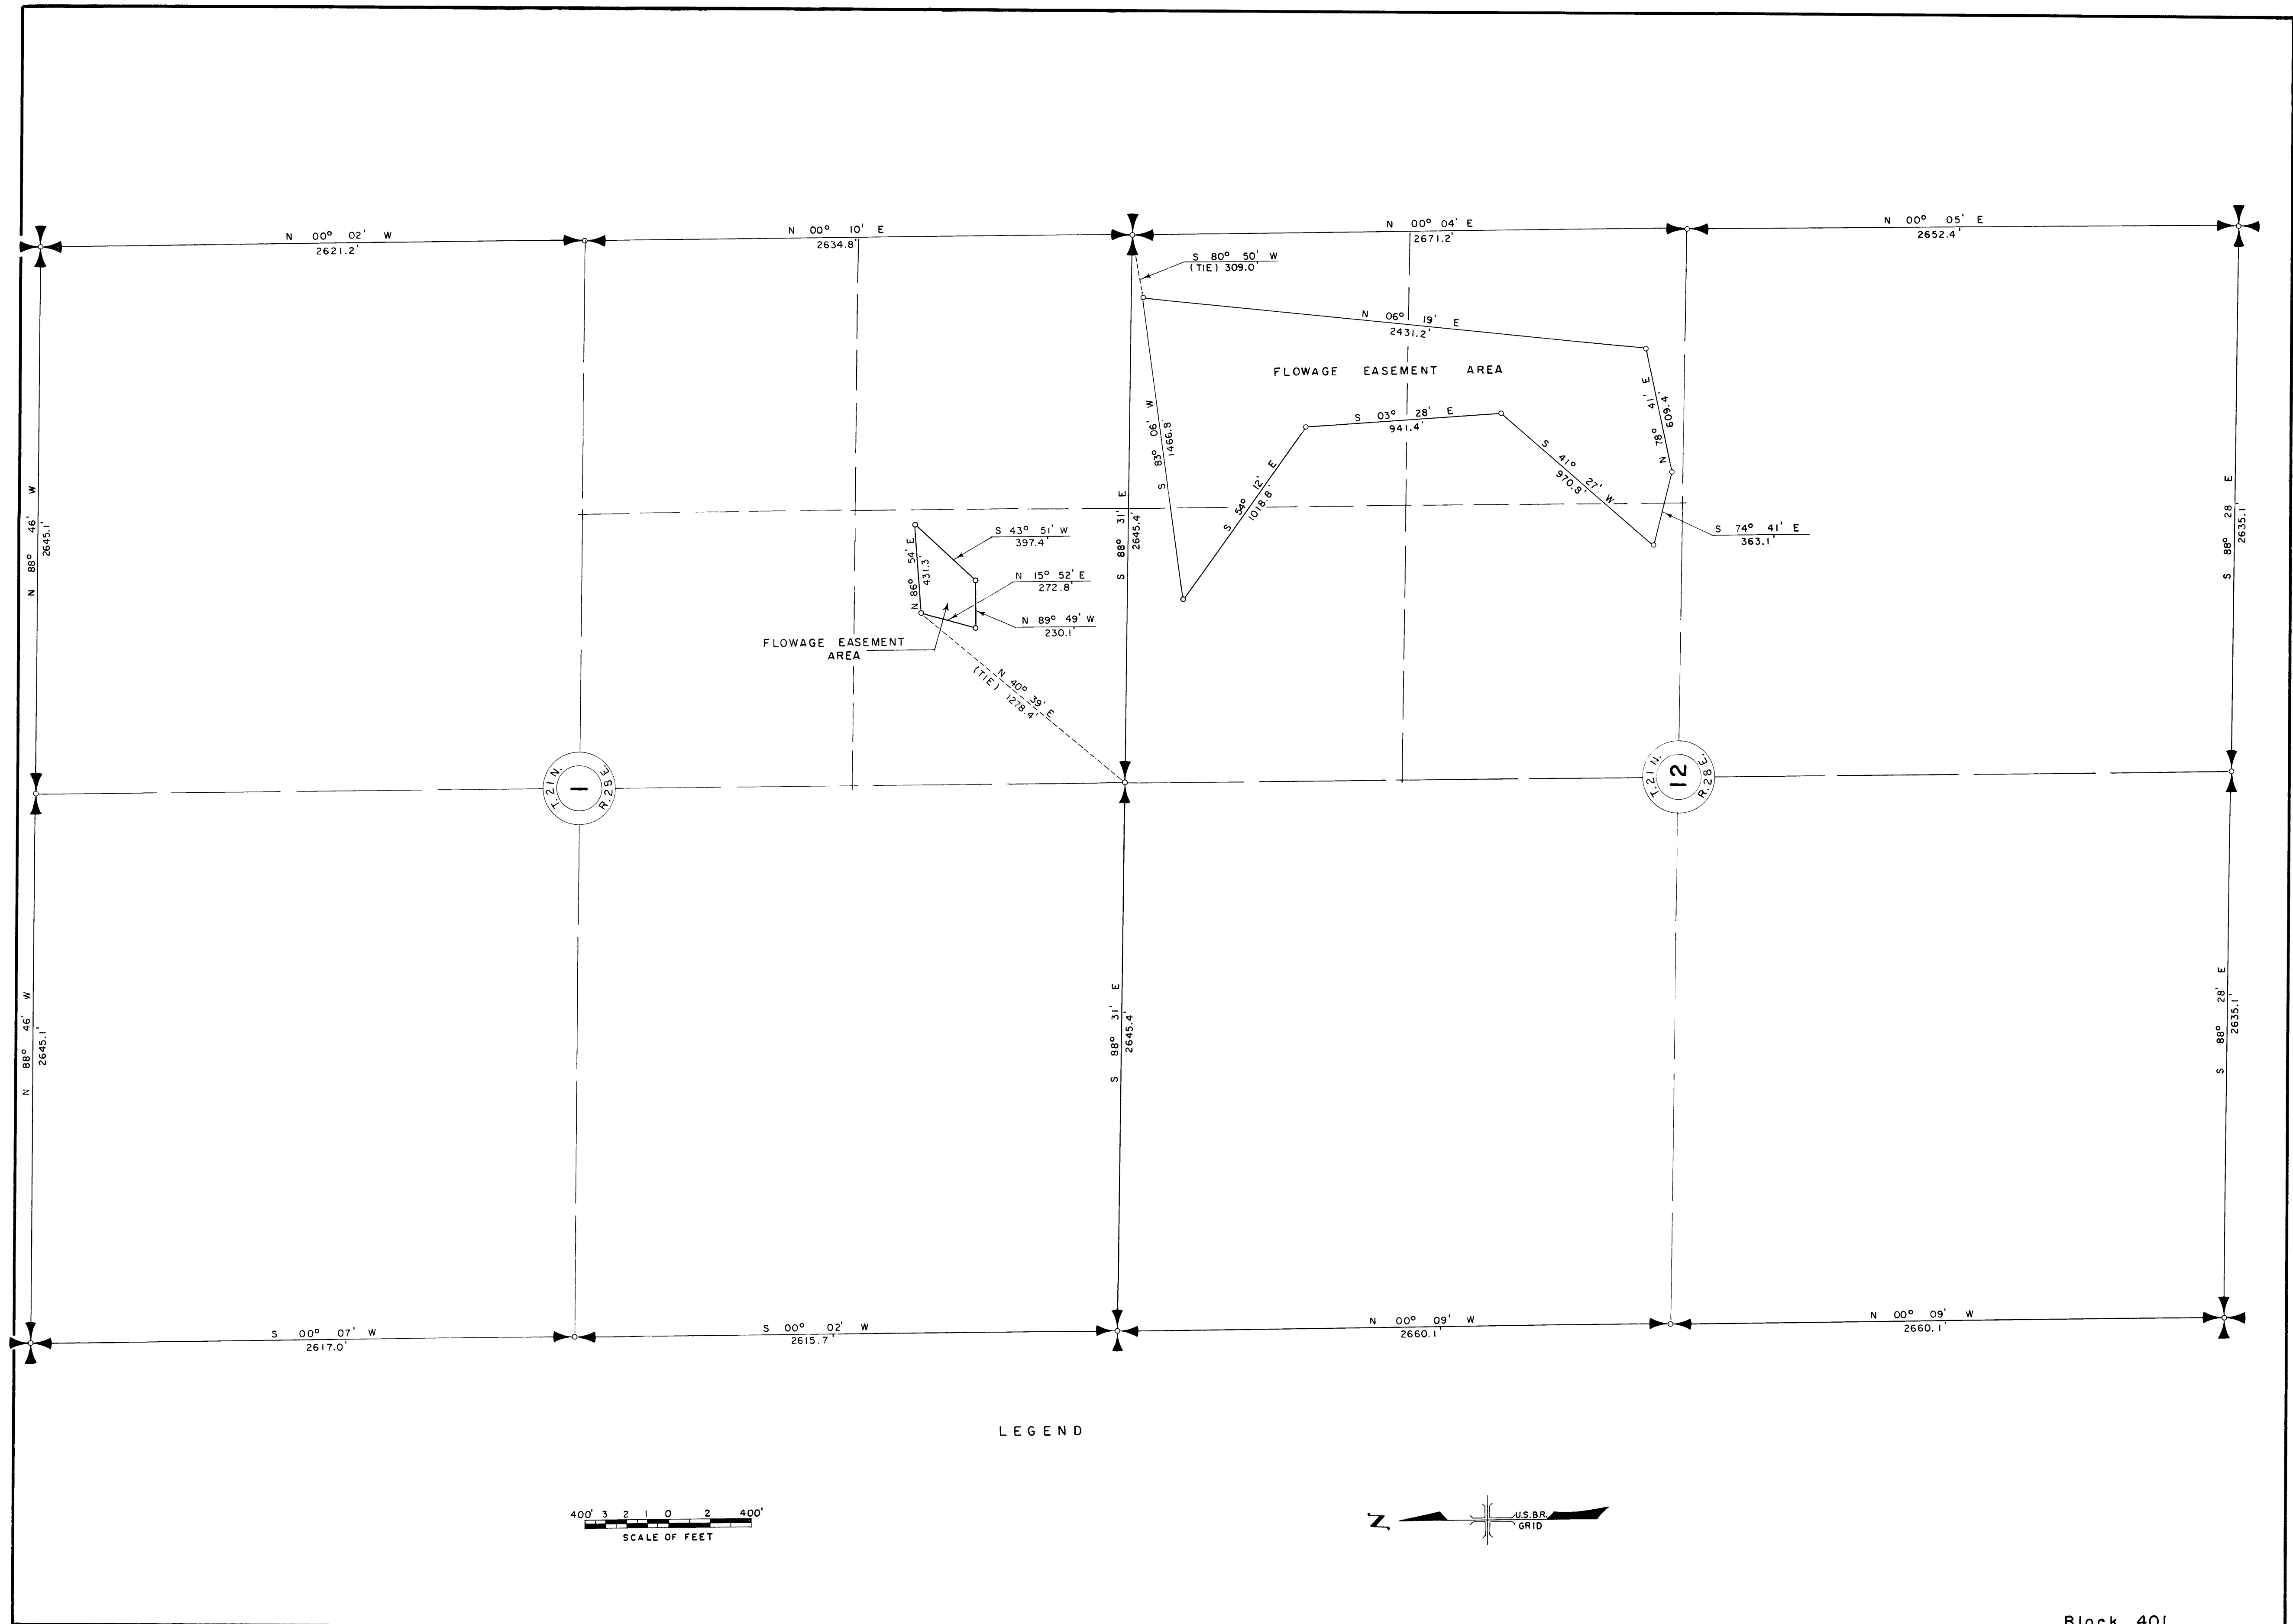 N 00° 02' W
2621.2'
N 00° 10' E
2634.8'
N 00° 04' E
2671.2'
N 00° 05' E
2652.4'
S 80° 50' W
(TIE) 309.0'
N 06° 19' E
2431.2'
FLOWAGE EASEMENT AREA
N 78° 41' E
609.4'
S 03° 28' E
941.4'
S 83° 06' W
1466.8'
S 54° 12' E
1018.8'
S 41° 27' W
970.8'
S 74° 41' E
363.1'
N 88° 46' W
2645.1'
S 88° 31' E
2645.4'
S 88° 28' E
2635.1'
S 43° 51' W
397.4'
N 86° 54' E
431.3'
N 15° 52' E
272.8'
N 89° 49' W
230.1'
FLOWAGE EASEMENT
AREA
N 40° 39' E
(TIE) 1278.4'
T.21N.
1
R.28E.
T.21N.
12
R.28E.
N 88° 46' W
2645.1'
S 88° 31' E
2645.4'
S 88° 28' E
2635.1'
S 00° 07' W
2617.0'
S 00° 02' W
2615.7'
N 00° 09' W
2660.1'
N 00° 09' W
2660.1'
LEGEND
400' 3 2 1 0 2 400'
SCALE OF FEET
N
U.S.B.R.
GRID
Block 401